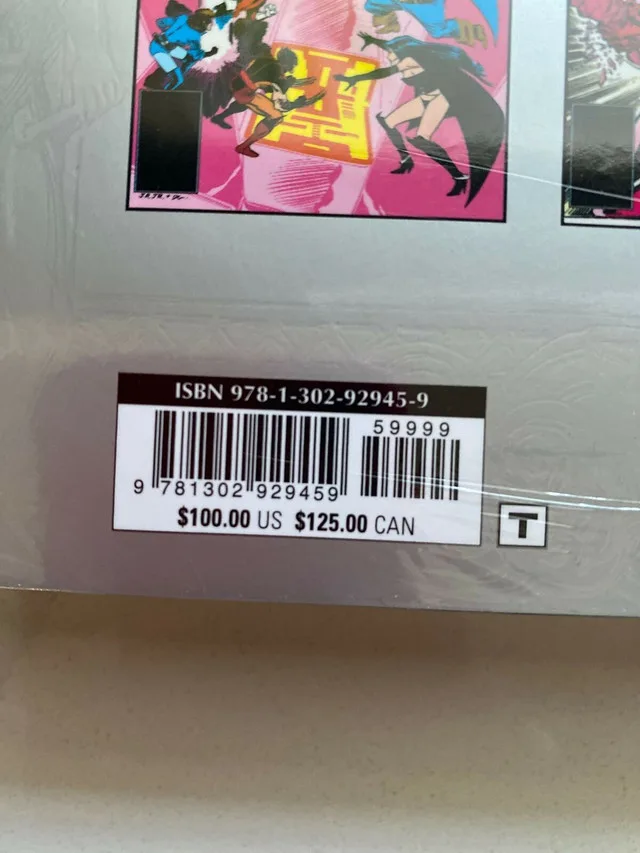 ISBN 978-1-302-92945-9
59999
9 781302 929459
$100.00 US $125.00 CAN
T